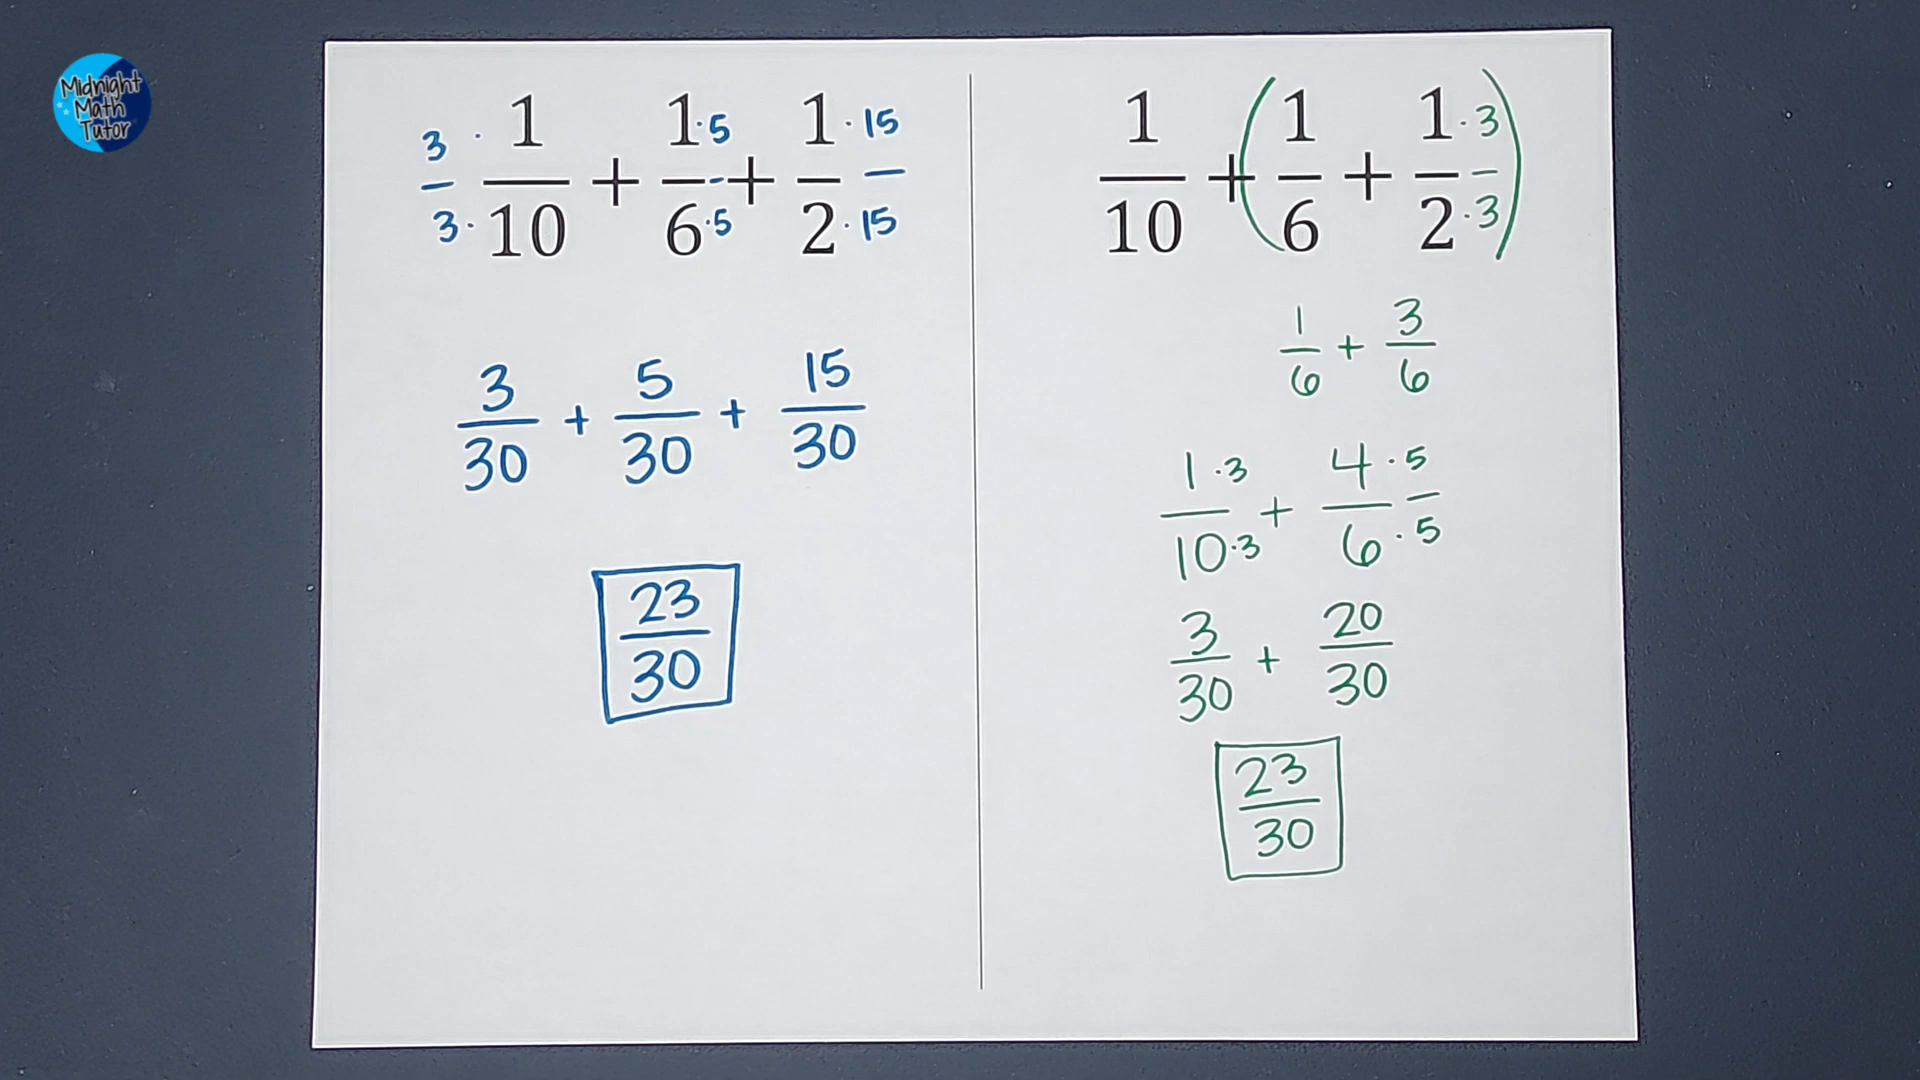 Midnight
Math
Tutor
3/3 · 1/10 + 1·5/6·5 + 1·15/2·15
3/30 + 5/30 + 15/30
23/30
1/10 + (1/6 + 1·3/2·3)
1/6 + 3/6
1·3/10·3 + 4·5/6·5
3/30 + 20/30
23/30